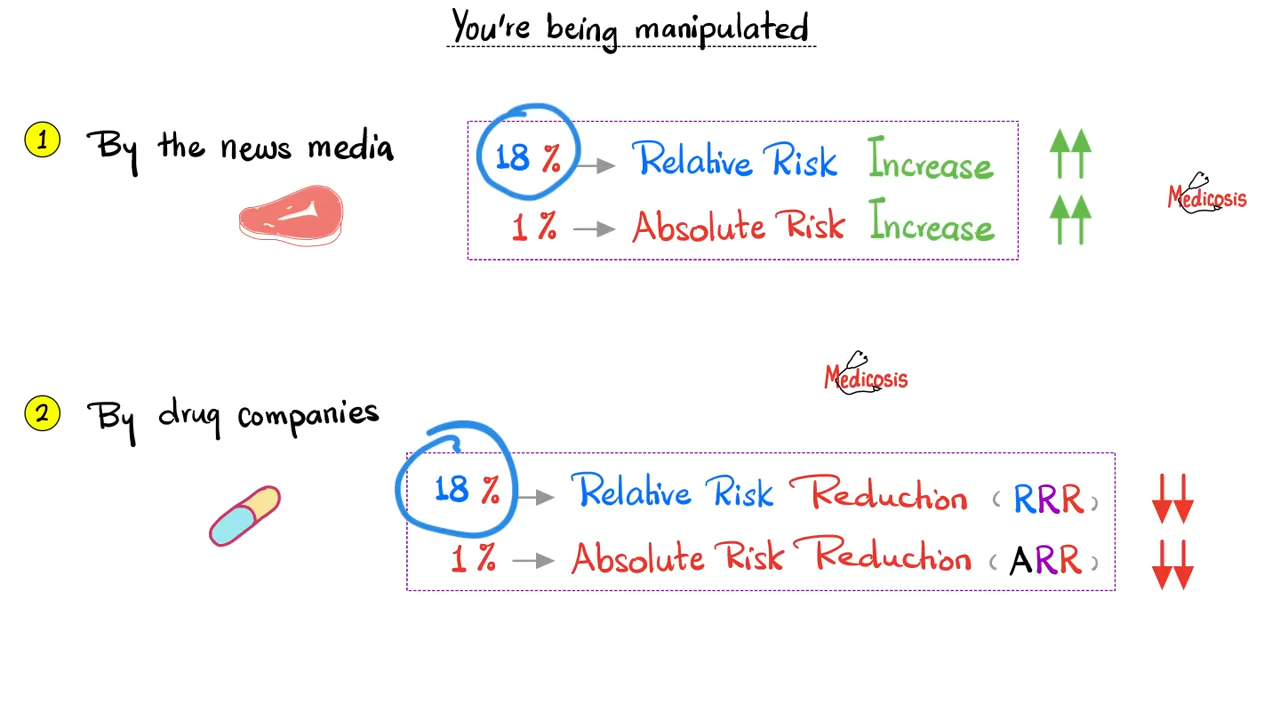 You're being manipulated
1 By the news media
18 % → Relative Risk Increase
1 % → Absolute Risk Increase
Medicosis
Medicosis
2 By drug companies
18 % → Relative Risk Reduction (RRR)
1 % → Absolute Risk Reduction (ARR)